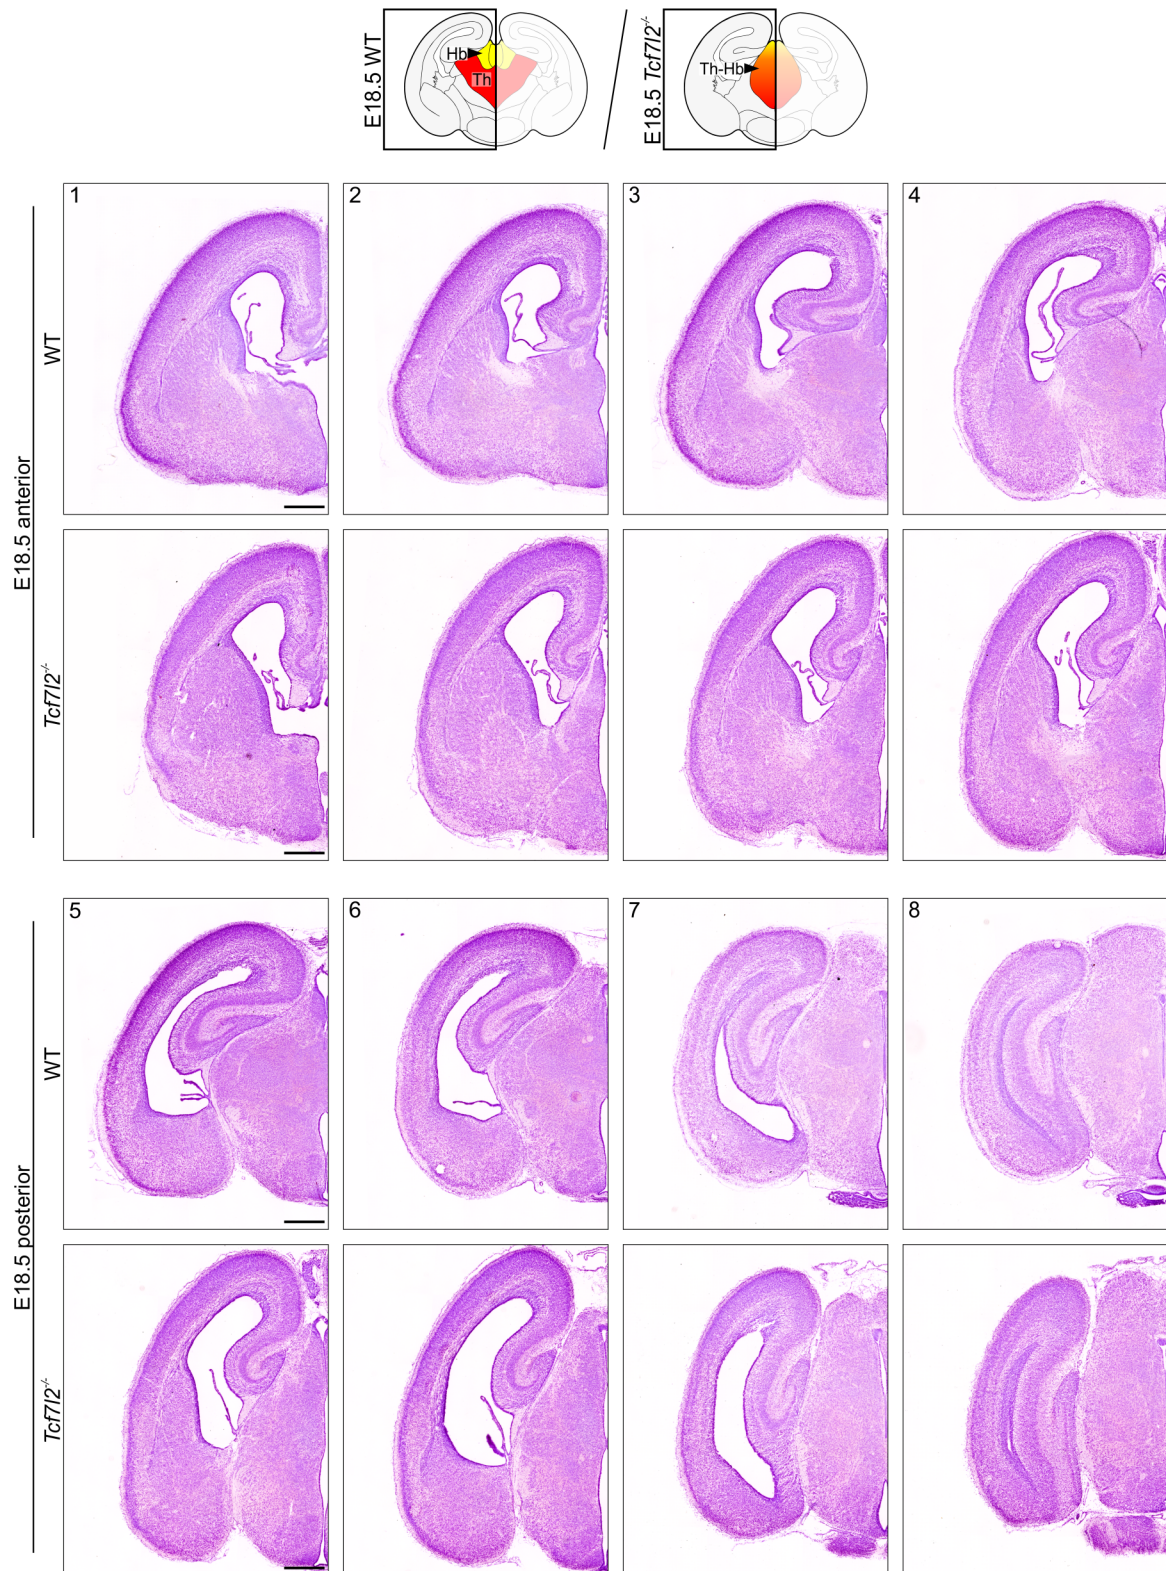 E18.5 WT
Hb
Th
E18.5 Tcf7l2-/-
Th-Hb
E18.5 anterior
WT
1
2
3
4
Tcf7l2-/-
E18.5 posterior
WT
5
6
7
8
Tcf7l2-/-